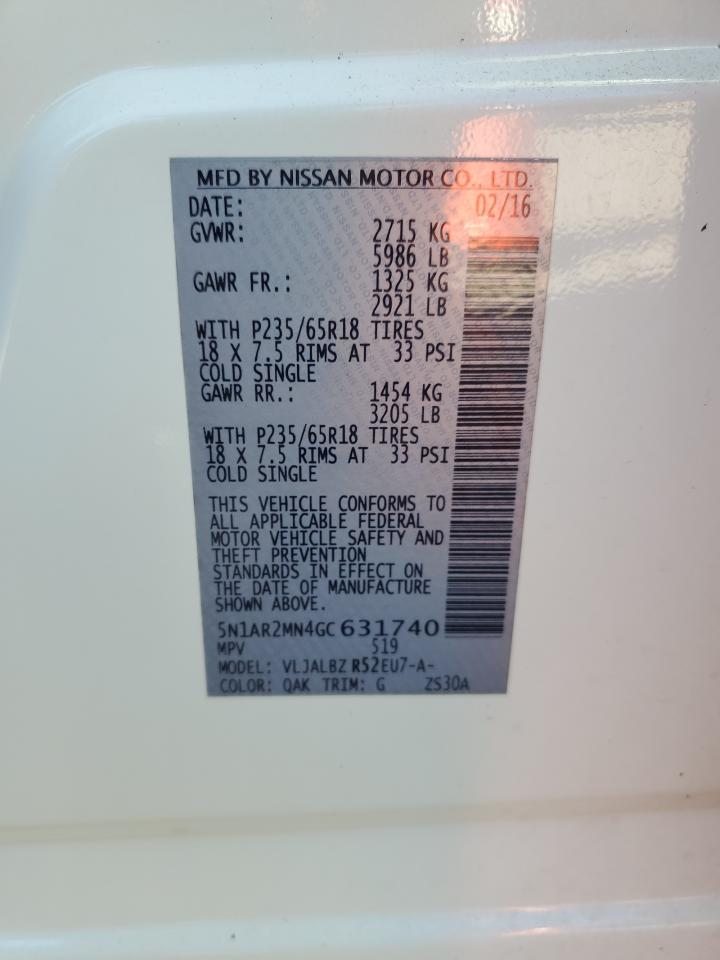 MFD BY NISSAN MOTOR CO., LTD.
DATE: 02/16
GVWR: 2715 KG
5986 LB
GAWR FR.: 1325 KG
2921 LB
WITH P235/65R18 TIRES
18 X 7.5 RIMS AT 33 PSI
COLD SINGLE
GAWR RR.: 1454 KG
3205 LB
WITH P235/65R18 TIRES
18 X 7.5 RIMS AT 33 PSI
COLD SINGLE
THIS VEHICLE CONFORMS TO
ALL APPLICABLE FEDERAL
MOTOR VEHICLE SAFETY AND
THEFT PREVENTION
STANDARDS IN EFFECT ON
THE DATE OF MANUFACTURE
SHOWN ABOVE.
5N1AR2MN4GC631740
MPV 519
MODEL: VLJALBZ R52EU7-A-
COLOR: QAK TRIM: G ZS30A